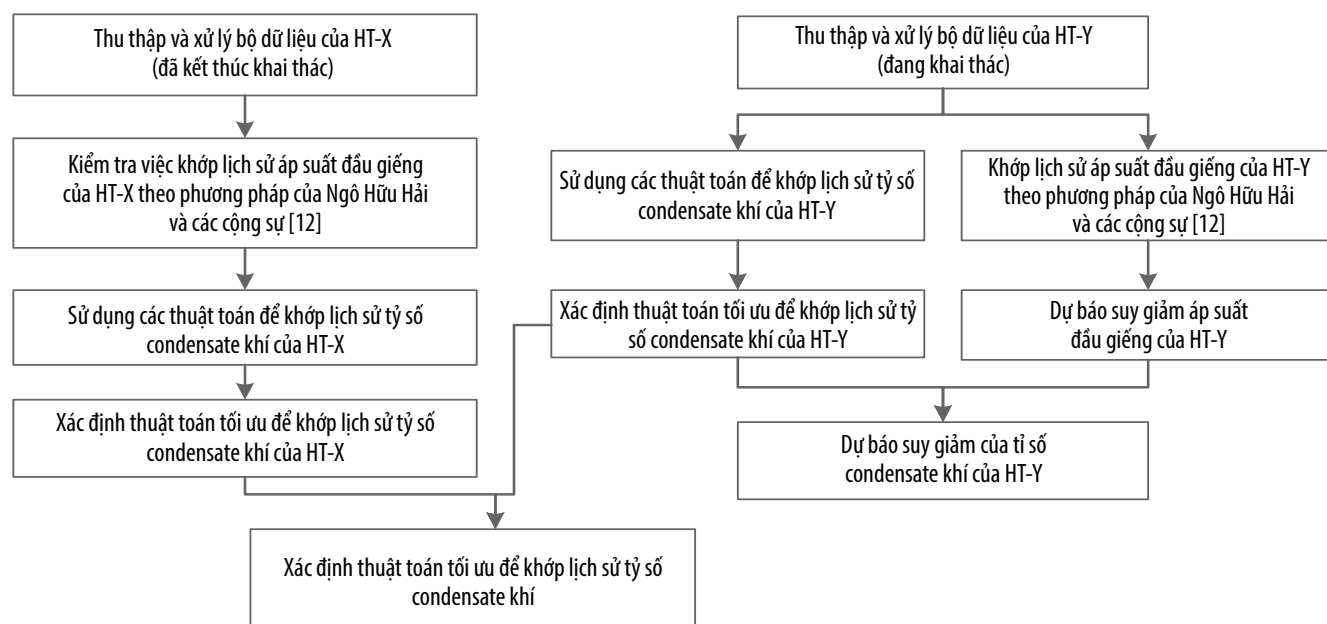 Thu thập và xử lý bộ dữ liệu của HT-X
(đã kết thúc khai thác)
Kiểm tra việc khớp lịch sử áp suất đầu giếng
của HT-X theo phương pháp của Ngô Hữu Hải
và các cộng sự [12]
Sử dụng các thuật toán để khớp lịch sử tỷ số
condensate khí của HT-X
Xác định thuật toán tối ưu để khớp lịch sử tỷ số
condensate khí của HT-X
Thu thập và xử lý bộ dữ liệu của HT-Y
(đang khai thác)
Sử dụng các thuật toán để khớp lịch sử tỷ số
condensate khí của HT-Y
Xác định thuật toán tối ưu để khớp lịch sử tỷ
số condensate khí của HT-Y
Khớp lịch sử áp suất đầu giếng của HT-Y
theo phương pháp của Ngô Hữu Hải
và các cộng sự [12]
Dự báo suy giảm áp suất
đầu giếng của HT-Y
Dự báo suy giảm của tỉ số
condensate khí của HT-Y
Xác định thuật toán tối ưu để khớp lịch sử tỷ số
condensate khí